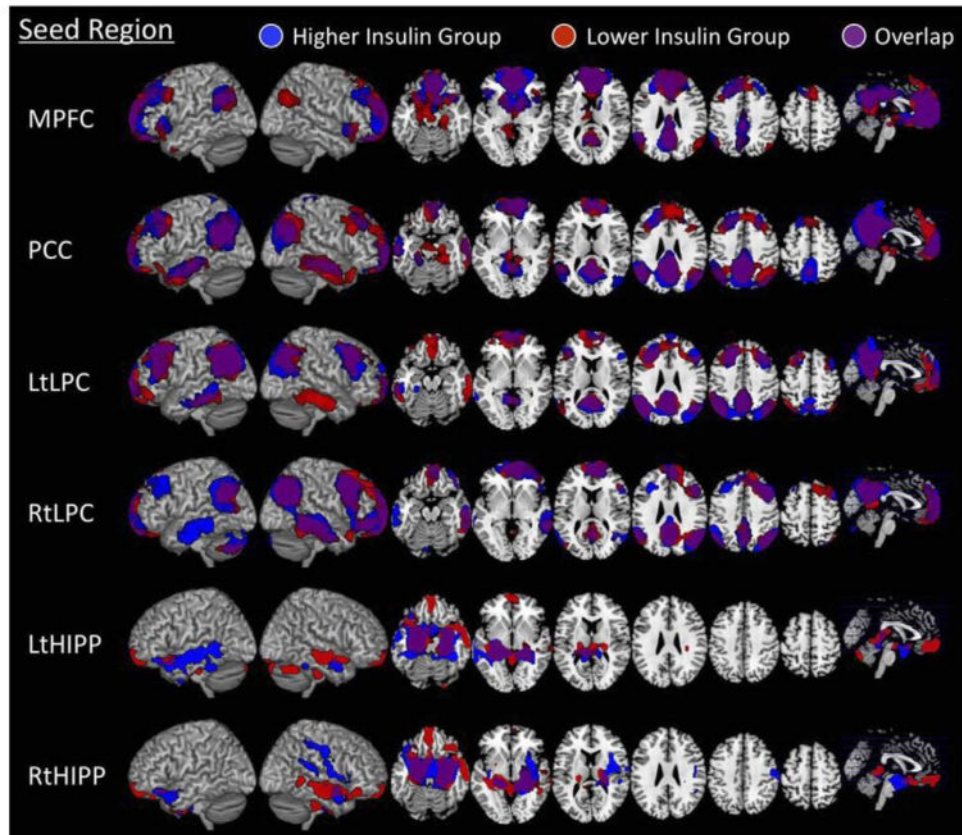 Seed Region Higher Insulin Group Lower Insulin Group Overlap
MPFC
PCC
LtLPC
RtLPC
LtHIPP
RtHIPP